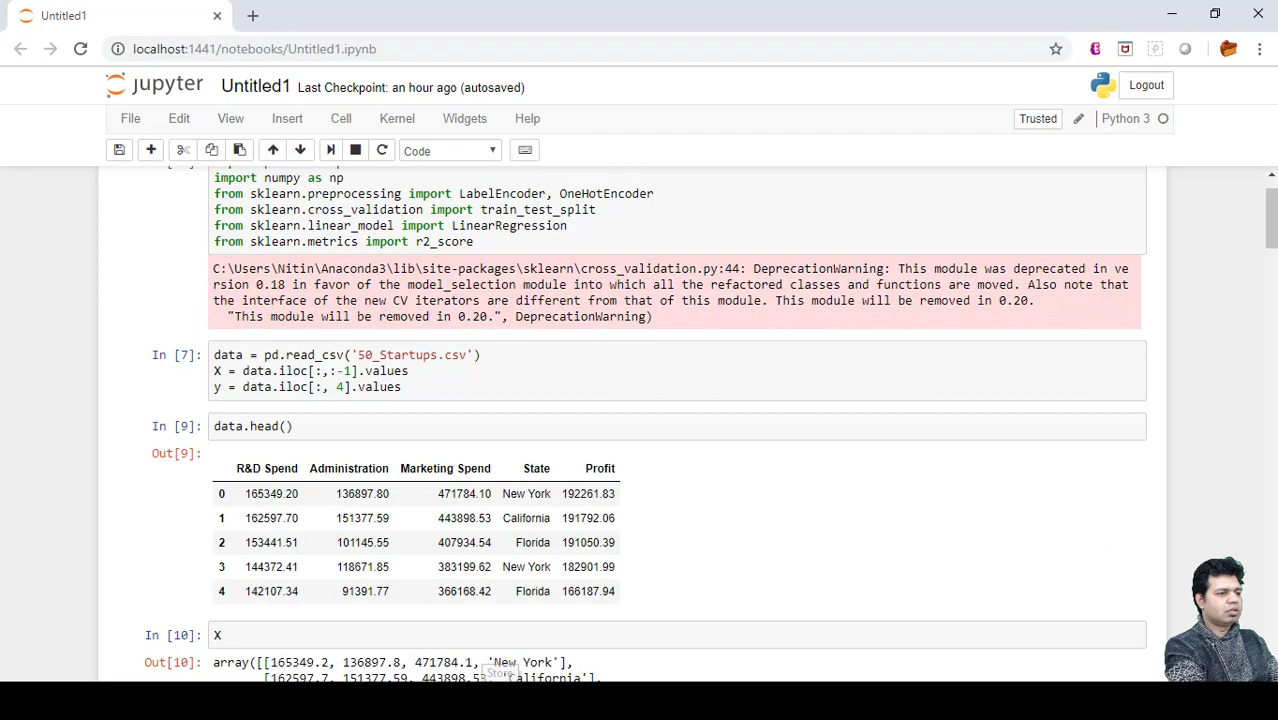 Untitled1
localhost:1441/notebooks/Untitled1.ipynb
jupyter Untitled1 Last Checkpoint: an hour ago (autosaved) Logout
File Edit View Insert Cell Kernel Widgets Help Trusted Python 3
Code
import numpy as np
from sklearn.preprocessing import LabelEncoder, OneHotEncoder
from sklearn.cross_validation import train_test_split
from sklearn.linear_model import LinearRegression
from sklearn.metrics import r2_score
C:\Users\Nitin\Anaconda3\lib\site-packages\sklearn\cross_validation.py:44: DeprecationWarning: This module was deprecated in ve
rsion 0.18 in favor of the model_selection module into which all the refactored classes and functions are moved. Also note that
the interface of the new CV iterators are different from that of this module. This module will be removed in 0.20.
"This module will be removed in 0.20.", DeprecationWarning)
In [7]: data = pd.read_csv('50_Startups.csv')
X = data.iloc[:,:-1].values
y = data.iloc[:, 4].values
In [9]: data.head()
Out[9]:
R&D Spend Administration Marketing Spend State Profit
0 165349.20 136897.80 471784.10 New York 192261.83
1 162597.70 151377.59 443898.53 California 191792.06
2 153441.51 101145.55 407934.54 Florida 191050.39
3 144372.41 118671.85 383199.62 New York 182901.99
4 142107.34 91391.77 366168.42 Florida 166187.94
In [10]: X
Out[10]: array([[165349.2, 136897.8, 471784.1, 'New York'],
[162597.7, 151377.59, 443898.53, 'California'],
Store